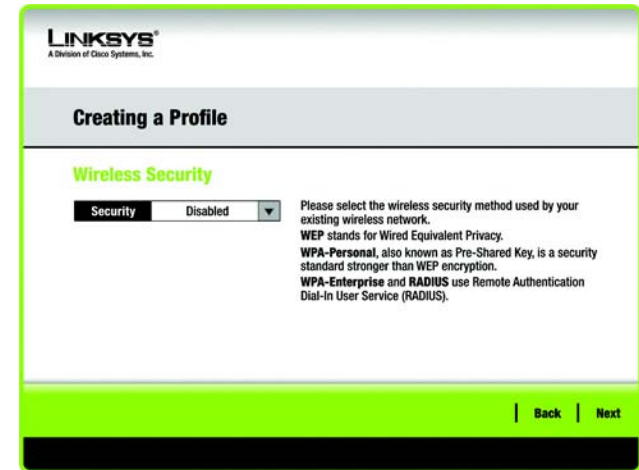 LINKSYS®
A Division of Cisco Systems, Inc.
Creating a Profile
Wireless Security
Security Disabled
Please select the wireless security method used by your
existing wireless network.
WEP stands for Wired Equivalent Privacy.
WPA-Personal, also known as Pre-Shared Key, is a security
standard stronger than WEP encryption.
WPA-Enterprise and RADIUS use Remote Authentication
Dial-In User Service (RADIUS).
Back Next